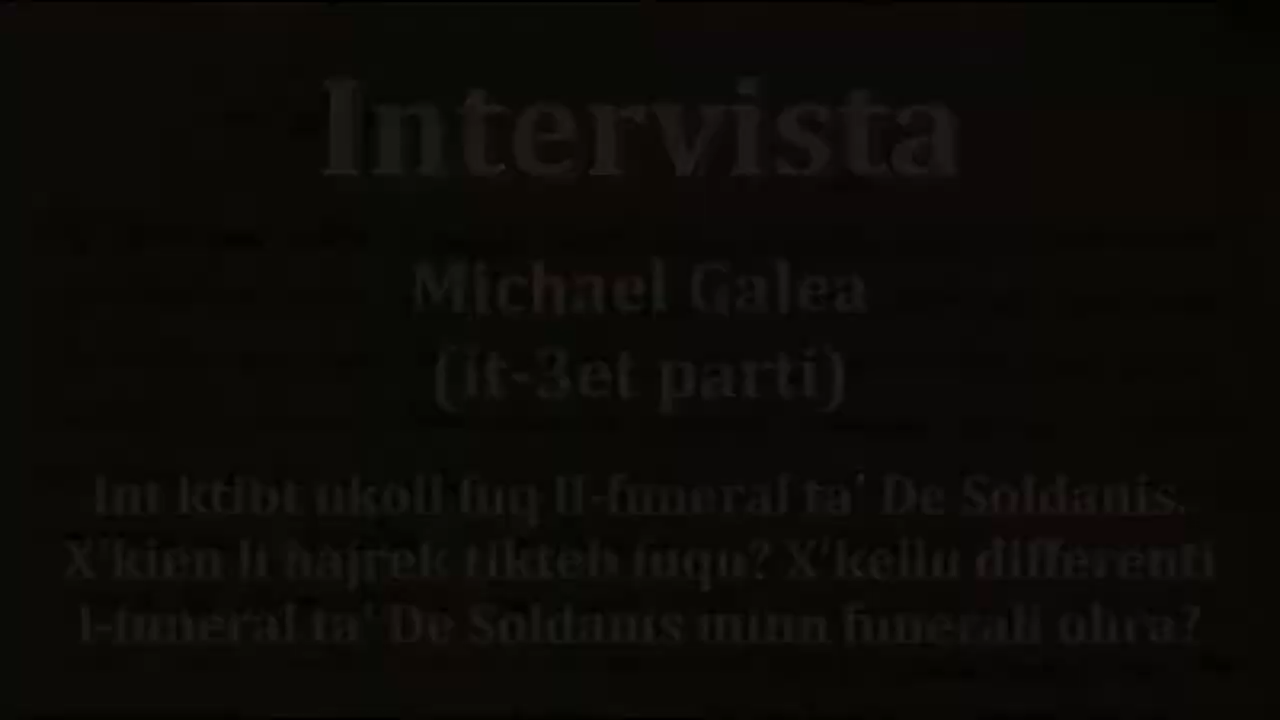 Intervista
Michael Galea
(it-3et parti)
Int ktibt ukoll fuq il-funeral ta' De Soldanis.
X'kien li ħajrek tikteb fuqu? X'kellu differenti
l-funeral ta' De Soldanis minn funerali oħra?